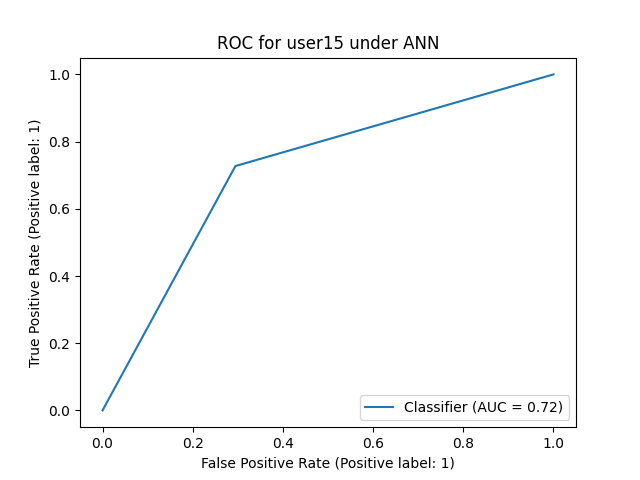 ROC for user15 under ANN
True Positive Rate (Positive label: 1)
1.0
0.8
0.6
0.4
0.2
0.0
Classifier (AUC = 0.72)
0.0 0.2 0.4 0.6 0.8 1.0
False Positive Rate (Positive label: 1)